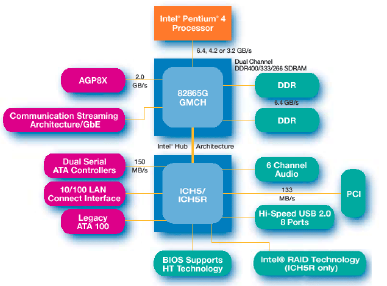 Intel® Pentium® 4
Processor
6.4, 4.2 or 3.2 GB/s
Dual Channel
DDR400/333/266 SDRAM
AGP8X
2.0
GB/s
82865G
GMCH
DDR
6.4 GB/s
DDR
Communication Streaming
Architecture/GbE
Intel® Hub Architecture
Dual Serial
ATA Controllers
150
MB/s
6 Channel
Audio
10/100 LAN
Connect Interface
ICH5/
ICH5R
133
MB/s
PCI
Legacy
ATA 100
Hi-Speed USB 2.0
8 Ports
BIOS Supports
HT Technology
Intel® RAID Technology
(ICH5R only)